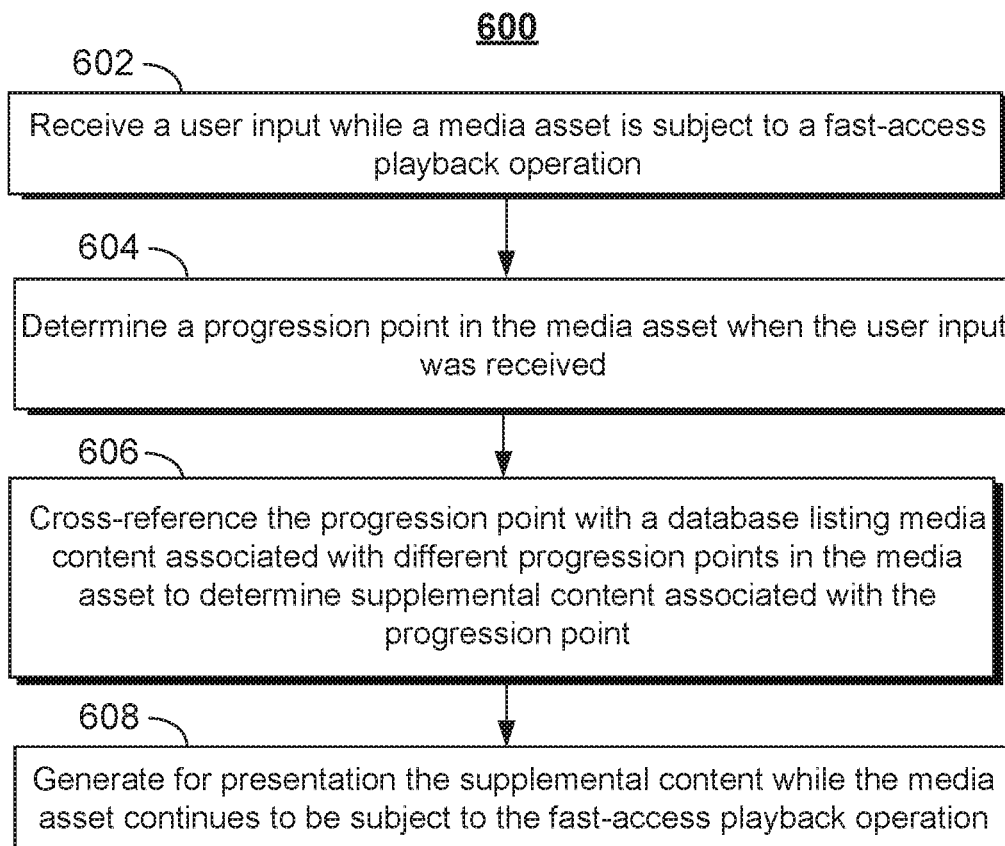 600
602
Receive a user input while a media asset is subject to a fast-access
playback operation
604
Determine a progression point in the media asset when the user input
was received
606
Cross-reference the progression point with a database listing media
content associated with different progression points in the media
asset to determine supplemental content associated with the
progression point
608
Generate for presentation the supplemental content while the media
asset continues to be subject to the fast-access playback operation